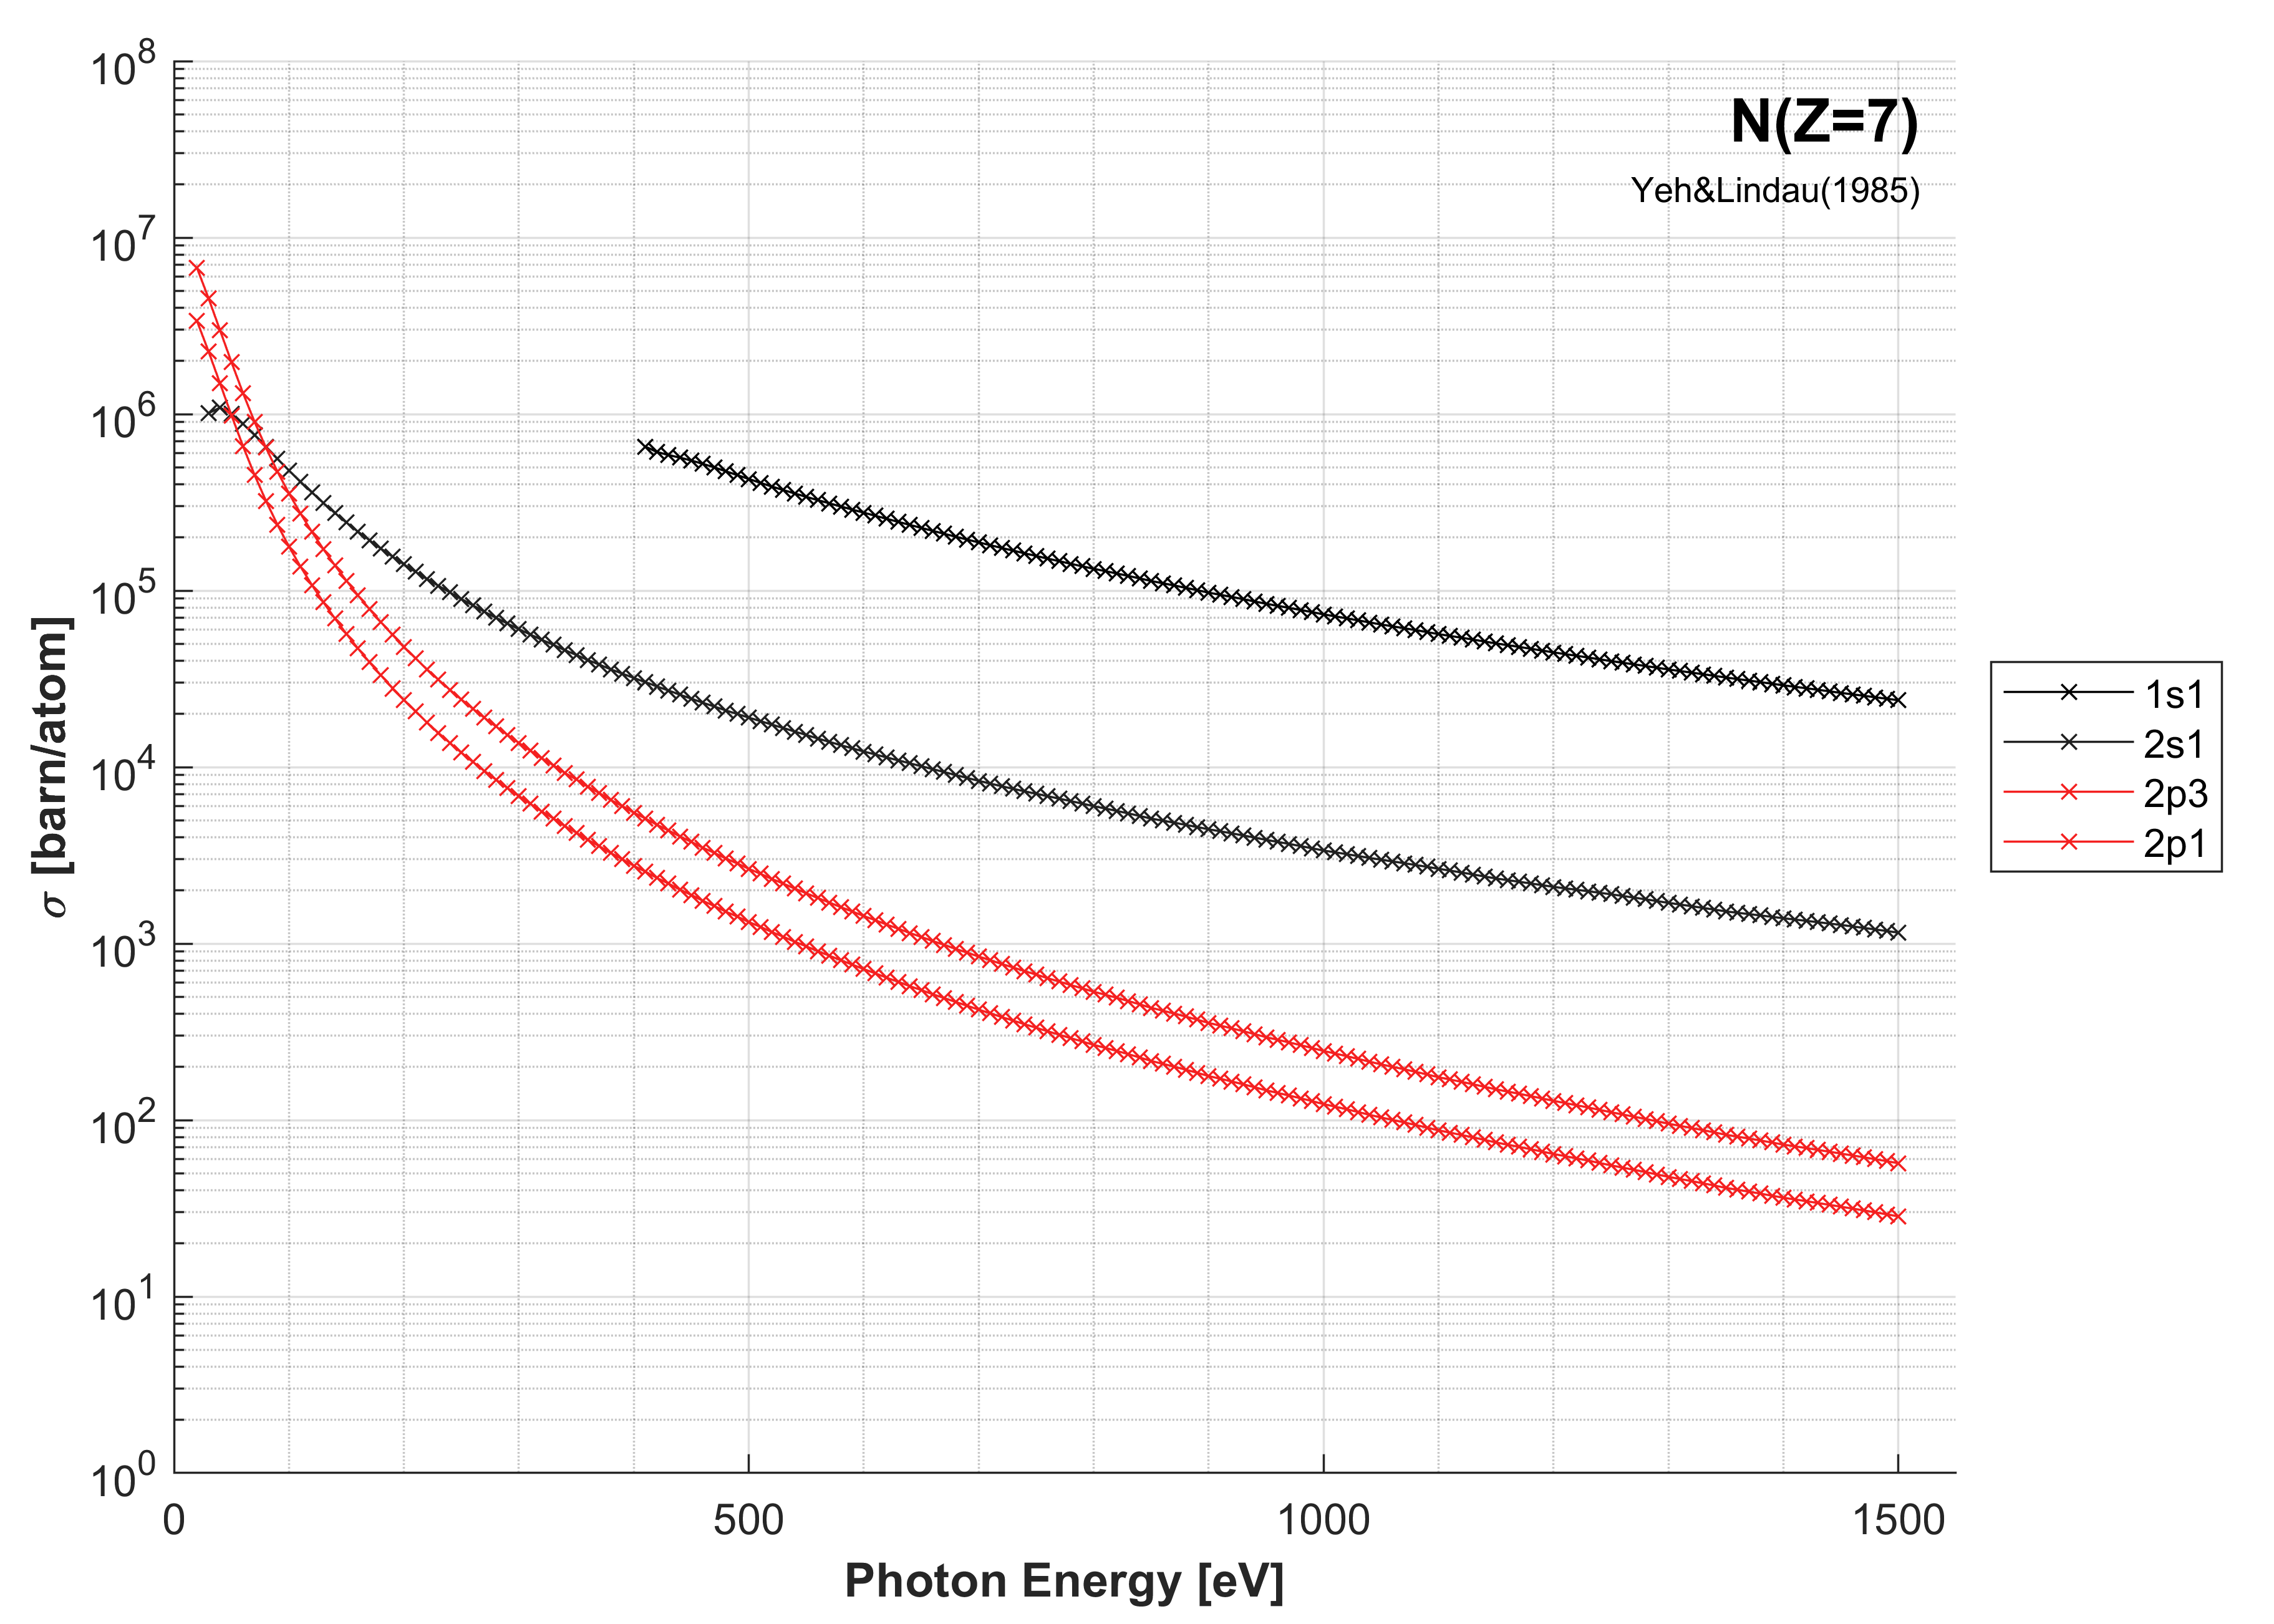 10^8
10^7
10^6
10^5
10^4
10^3
10^2
10^1
10^0
σ [barn/atom]
N(Z=7)
Yeh&Lindau(1985)
1s1
2s1
2p3
2p1
0 500 1000 1500
Photon Energy [eV]